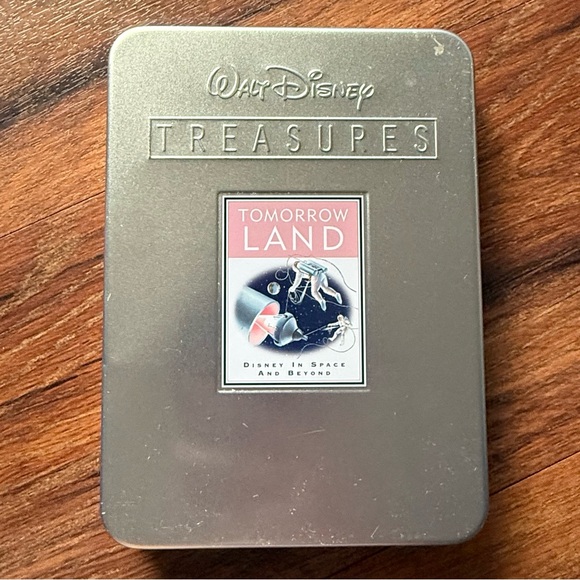 Walt Disney
TREASURES
TOMORROW
LAND
Disney In Space
And Beyond